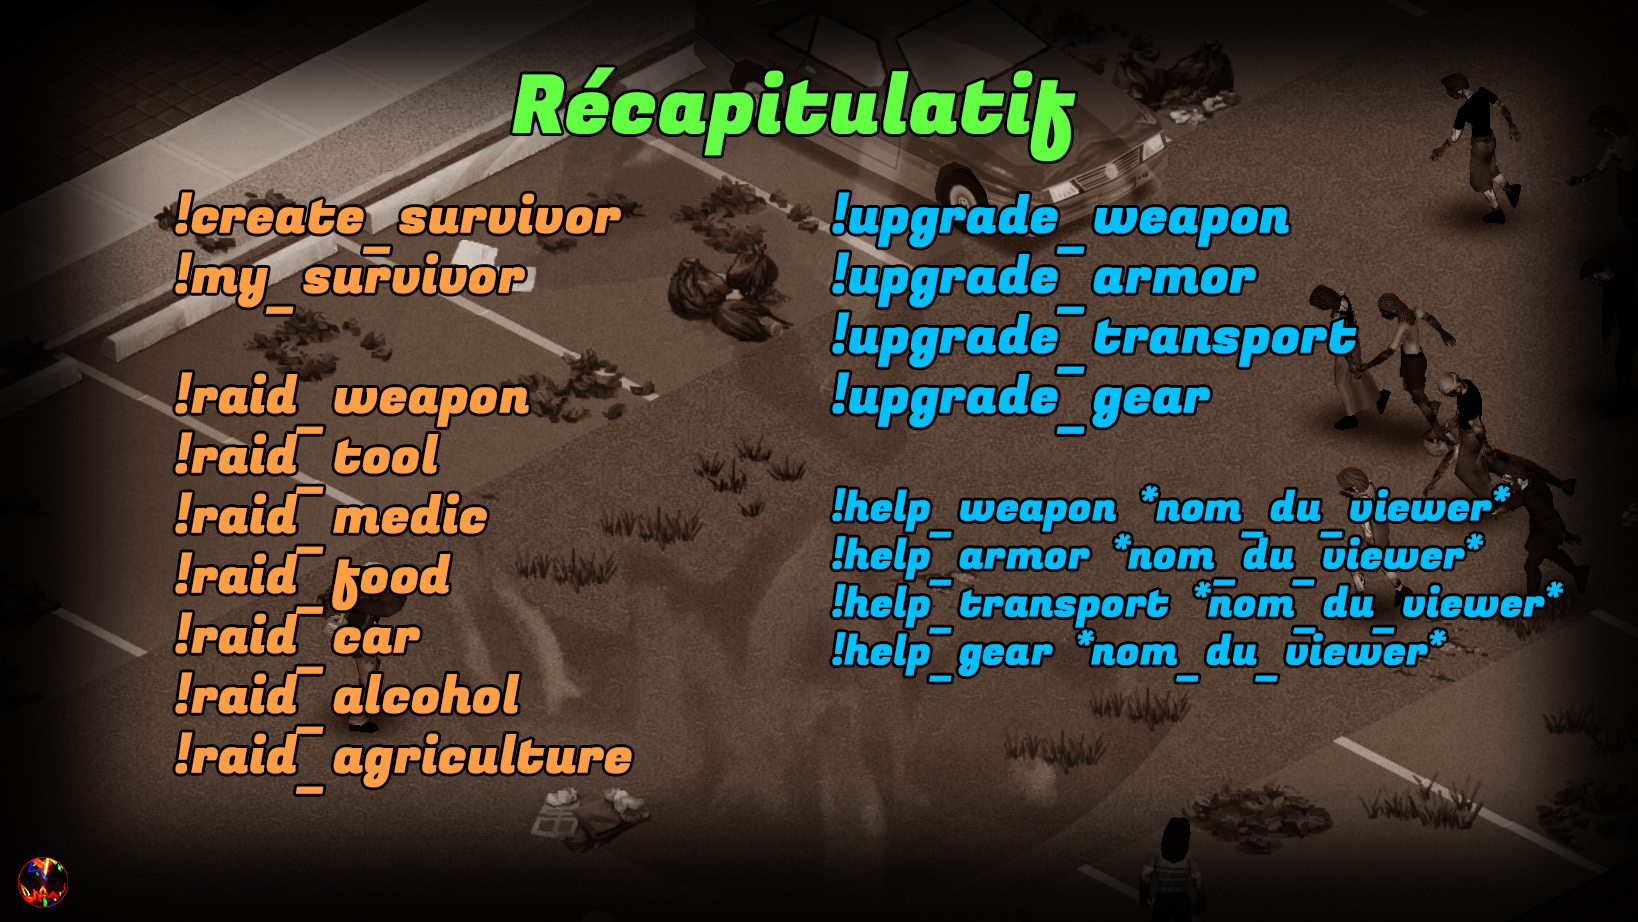 Récapitulatif
!create_survivor
!my_survivor
!raid_weapon
!raid_tool
!raid_medic
!raid_food
!raid_car
!raid_alcohol
!raid_agriculture
!upgrade_weapon
!upgrade_armor
!upgrade_transport
!upgrade_gear
!help_weapon *nom_du_viewer*
!help_armor *nom_du_viewer*
!help_transport *nom_du_viewer*
!help_gear *nom_du_viewer*